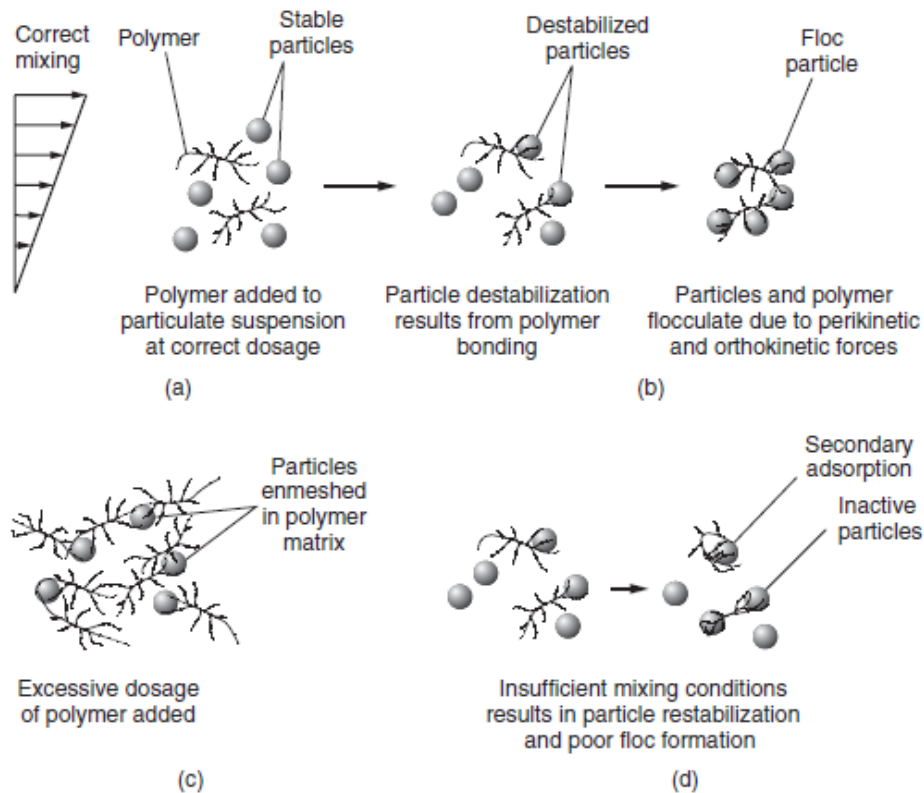 Correct
mixing
Polymer
Stable
particles
Destabilized
particles
Floc
particle
Polymer added to
particulate suspension
at correct dosage
(a)
Particle destabilization
results from polymer
bonding
Particles and polymer
flocculate due to perikinetic
and orthokinetic forces
(b)
Particles
enmeshed
in polymer
matrix
Excessive dosage
of polymer added
(c)
Secondary
adsorption
Inactive
particles
Insufficient mixing conditions
results in particle restabilization
and poor floc formation
(d)